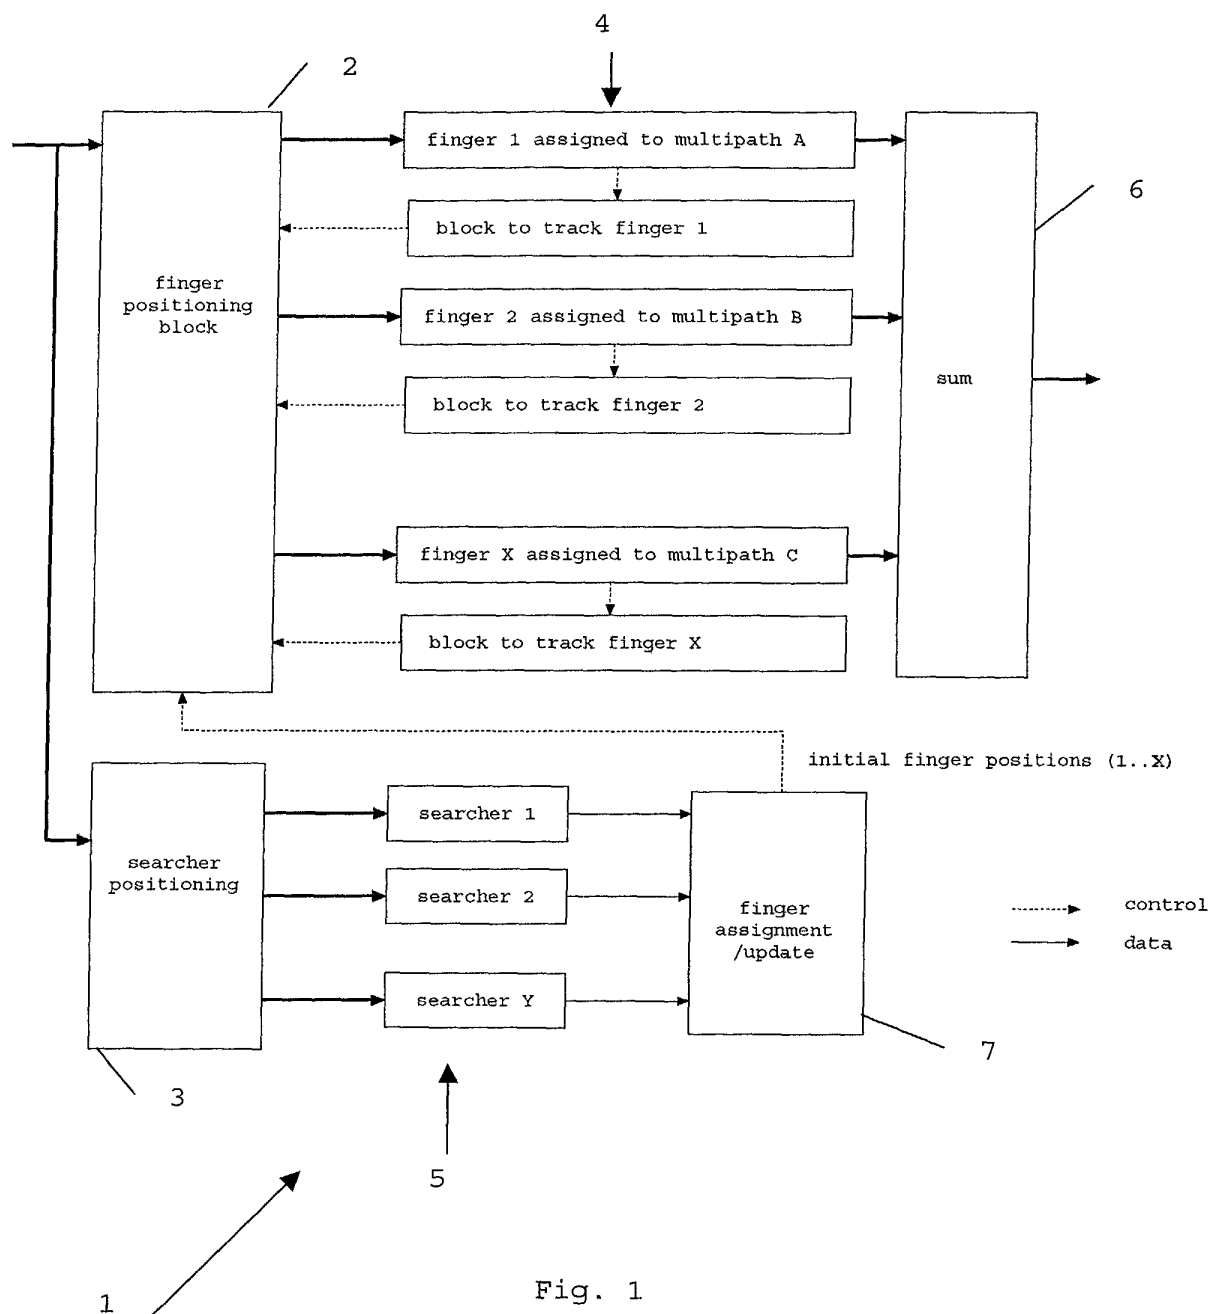 4
2
finger 1 assigned to multipath A
6
block to track finger 1
finger
positioning
block
finger 2 assigned to multipath B
sum
block to track finger 2
finger X assigned to multipath C
block to track finger X
initial finger positions (1..X)
searcher 1
searcher
positioning
searcher 2
finger
assignment
/update
control
data
searcher Y
7
3
5
1
Fig. 1